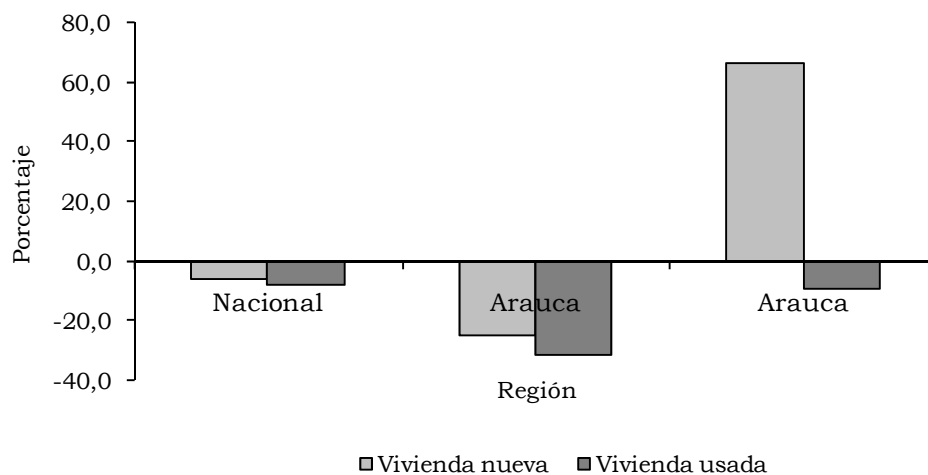 80,0
60,0
40,0
20,0
0,0
-20,0
-40,0
Porcentaje
Nacional
Arauca
Arauca
Región
Vivienda nueva
Vivienda usada